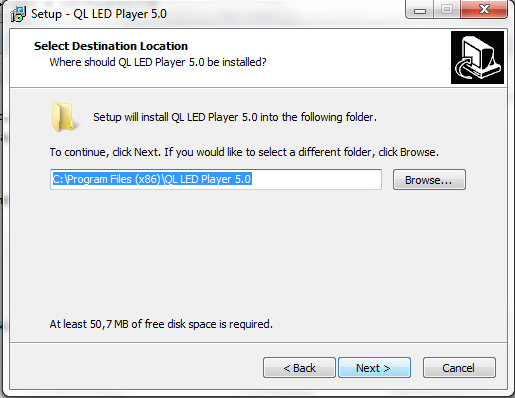 Setup - QL LED Player 5.0
Select Destination Location
Where should QL LED Player 5.0 be installed?
Setup will install QL LED Player 5.0 into the following folder.
To continue, click Next. If you would like to select a different folder, click Browse.
C:\Program Files (x86)\QL LED Player 5.0
Browse...
At least 50,7 MB of free disk space is required.
< Back
Next >
Cancel